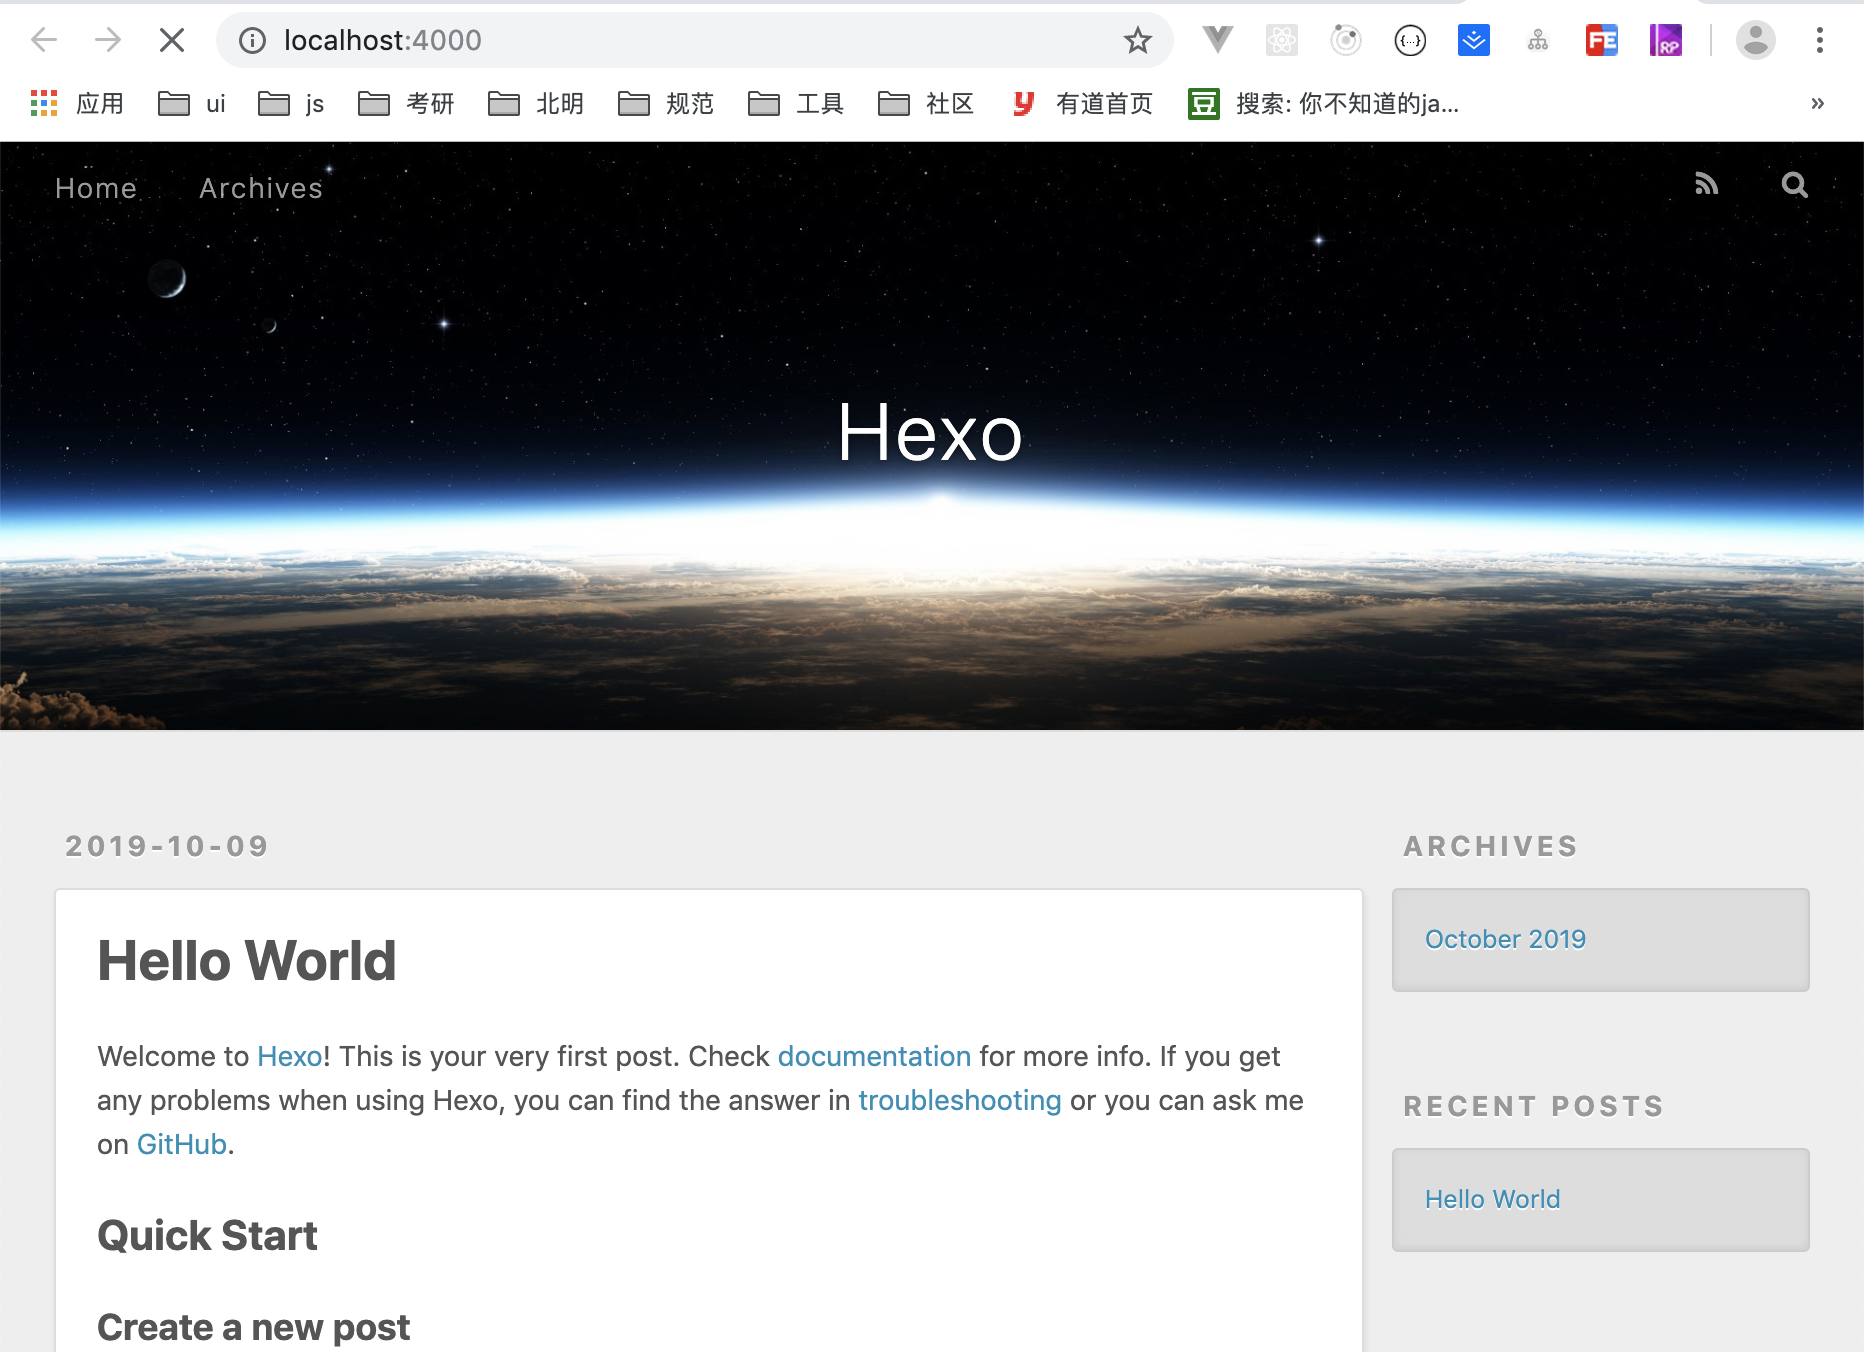 localhost:4000
{...}
FE
RP
应用 ui js 考研 北明 规范 工具 社区 y 有道首页 豆 搜索: 你不知道的ja... »
Home Archives
Hexo
2019-10-09
Hello World
Welcome to Hexo! This is your very first post. Check documentation for more info. If you get
any problems when using Hexo, you can find the answer in troubleshooting or you can ask me
on GitHub.
Quick Start
Create a new post
ARCHIVES
October 2019
RECENT POSTS
Hello World